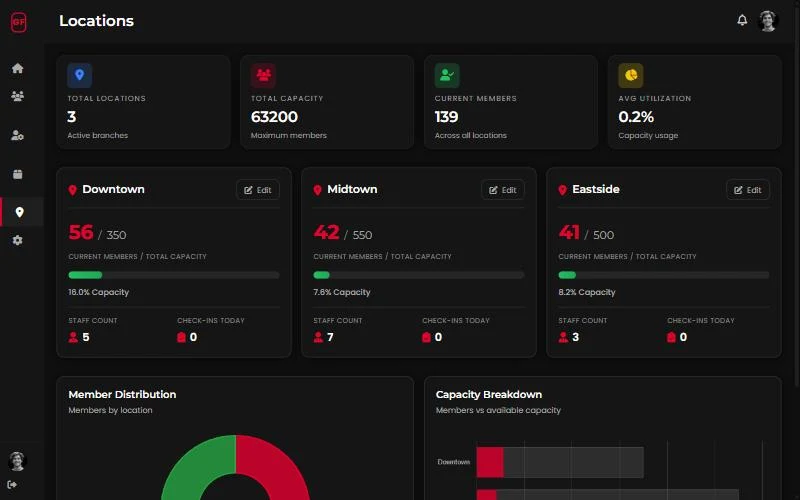 GF
Locations
TOTAL LOCATIONS
3
Active branches
TOTAL CAPACITY
63200
Maximum members
CURRENT MEMBERS
139
Across all locations
AVG UTILIZATION
0.2%
Capacity usage
Downtown
Edit
56 / 350
CURRENT MEMBERS / TOTAL CAPACITY
16.0% Capacity
STAFF COUNT
5
CHECK-INS TODAY
0
Midtown
Edit
42 / 550
CURRENT MEMBERS / TOTAL CAPACITY
7.6% Capacity
STAFF COUNT
7
CHECK-INS TODAY
0
Eastside
Edit
41 / 500
CURRENT MEMBERS / TOTAL CAPACITY
8.2% Capacity
STAFF COUNT
3
CHECK-INS TODAY
0
Member Distribution
Members by location
Capacity Breakdown
Members vs available capacity
Downtown